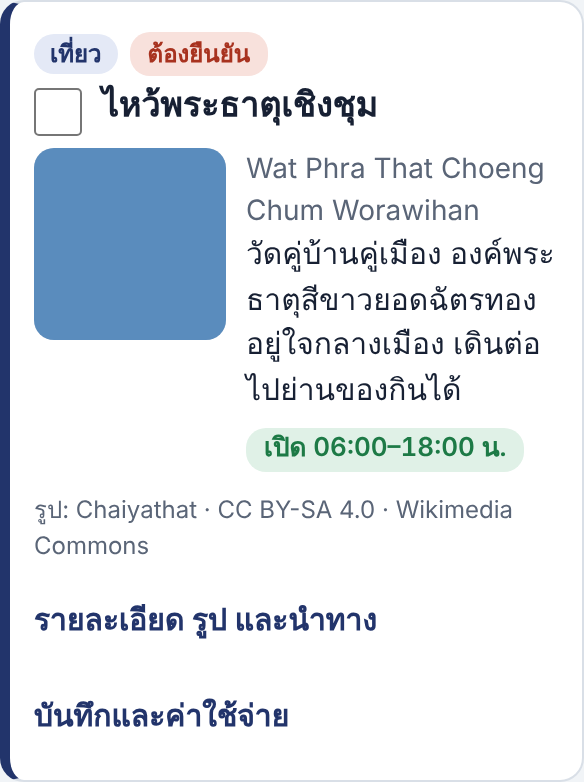 เที่ยว ต้องยืนยัน
ไหว้พระธาตุเชิงชุม
Wat Phra That Choeng
Chum Worawihan
วัดคู่บ้านคู่เมือง องค์พระ
ธาตุสีขาวยอดฉัตรทอง
อยู่ใจกลางเมือง เดินต่อ
ไปย่านของกินได้
เปิด 06:00–18:00 น.
รูป: Chaiyathat · CC BY-SA 4.0 · Wikimedia
Commons
รายละเอียด รูป และนำทาง
บันทึกและค่าใช้จ่าย